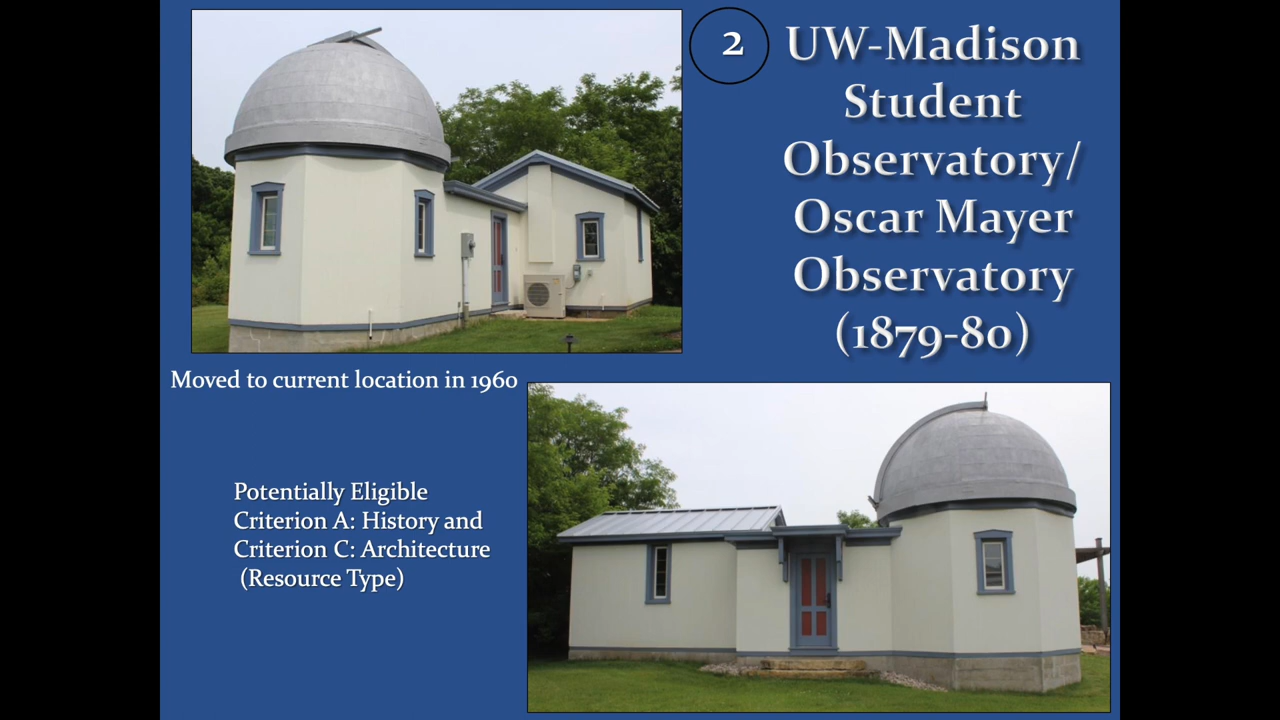 2
UW-Madison
Student
Observatory/
Oscar Mayer
Observatory
(1879-80)
Moved to current location in 1960
Potentially Eligible
Criterion A: History and
Criterion C: Architecture
(Resource Type)